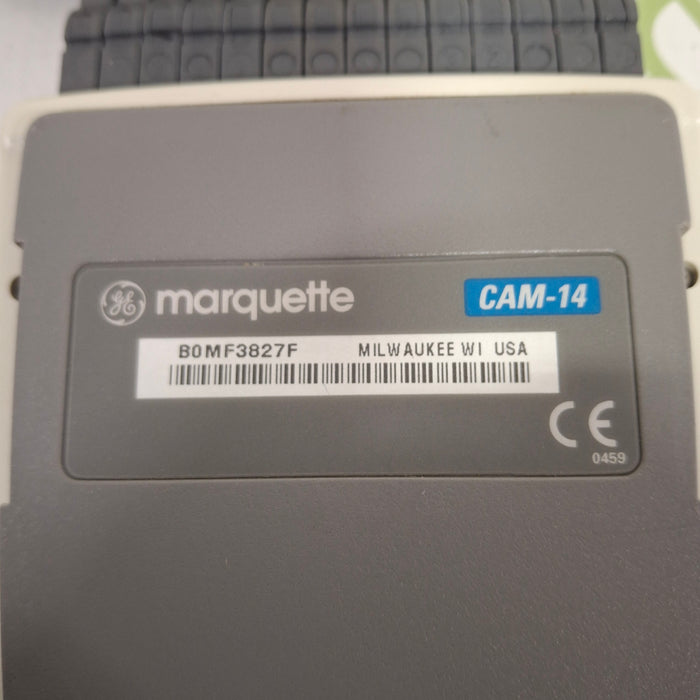 GE marquette CAM-14
B0MF3827F MILWAUKEE WI USA
CE
0459